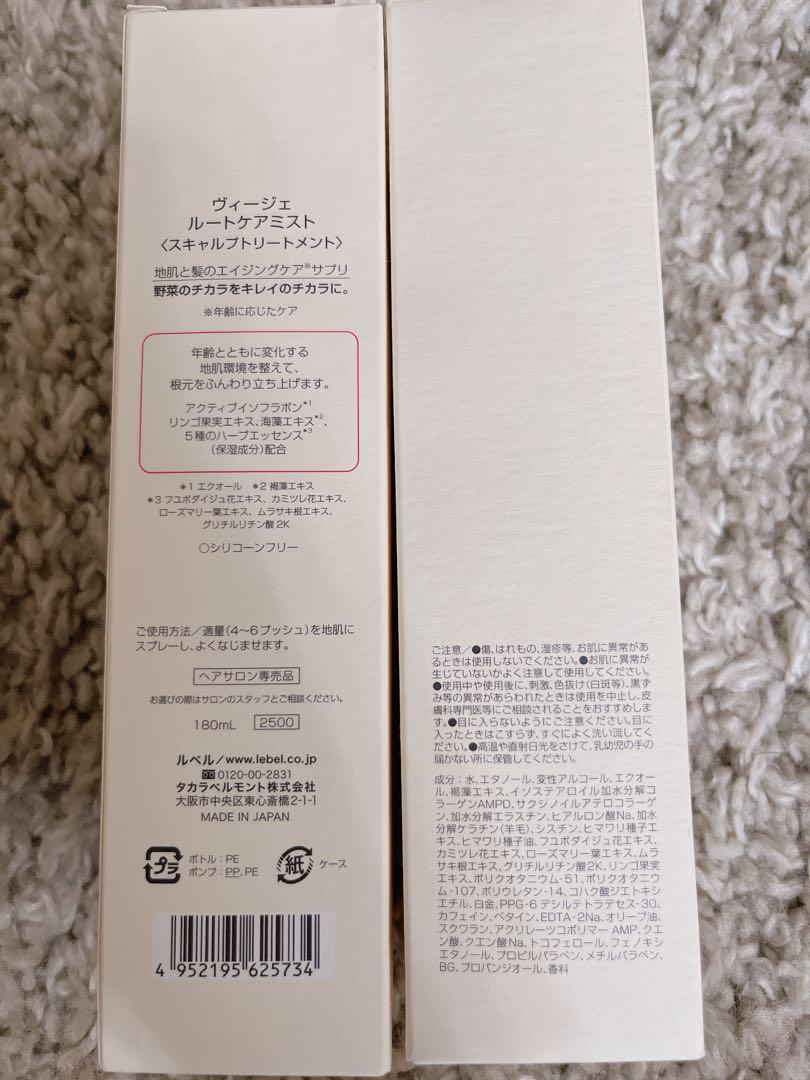 ヴィージェ
ルートケアミスト
〈スキャルプトリートメント〉
地肌と髪のエイジングケア※サプリ
野菜のチカラをキレイのチカラに。
※年齢に応じたケア
年齢とともに変化する
地肌環境を整えて、
根元をふんわり立ち上げます。
アクティブイソフラボン*1
リンゴ果実エキス、海藻エキス*2、
5種のハーブエッセンス*3
(保湿成分)配合
*1 エクオール *2 褐藻エキス
*3 フユボダイジュ花エキス、カミツレ花エキス、
ローズマリー葉エキス、ムラサキ根エキス、
グリチルリチン酸2K
○シリコーンフリー
ご使用方法/適量(4〜6プッシュ)を地肌に
スプレーし、よくなじませます。
ヘアサロン専売品
お選びの際はサロンのスタッフとご相談ください。
180mL 2500
ルベル/www.lebel.co.jp
0120-00-2831
タカラベルモント株式会社
大阪市中央区東心斎橋2-1-1
MADE IN JAPAN
プラ ボトル:PE
ポンプ:PP、PE
紙 ケース
4 952195 625734
ご注意/●傷、はれもの、湿疹等、お肌に異常があ
るときは使用しないでください。●お肌に異常が
生じていないかよく注意して使用してください。
●使用中や使用後に、刺激、色抜け(白斑等)、黒ず
み等の異常があらわれたときは使用を中止し、皮
膚科専門医等にご相談されることをおすすめしま
す。●目に入らないようにご注意ください。目に
入ったときはこすらず、すぐによく洗い流してく
ださい。●高温や直射日光をさけて、乳幼児の手の
届かない所に保管してください。
成分:水、エタノール、変性アルコール、エクオー
ル、褐藻エキス、イソステアロイル加水分解コ
ラーゲンAMPD、サクシノイルアテロコラーゲ
ン、加水分解エラスチン、ヒアルロン酸Na、加水
分解ケラチン(羊毛)、シスチン、ヒマワリ種子エ
キス、ヒマワリ種子油、フユボダイジュ花エキス、
カミツレ花エキス、ローズマリー葉エキス、ムラ
サキ根エキス、グリチルリチン酸2K、リンゴ果実
エキス、ポリクオタニウム-51、ポリクオタニウ
ム-107、ポリウレタン-14、コハク酸ジエトキシ
エチル、白金、PPG-6デシルテトラデセス-30、
カフェイン、ベタイン、EDTA-2Na、オリーブ油、
スクワラン、アクリレーツコポリマーAMP、クエ
ン酸、クエン酸Na、トコフェロール、フェノキシ
エタノール、プロピルパラベン、メチルパラベン、
BG、プロパンジオール、香料